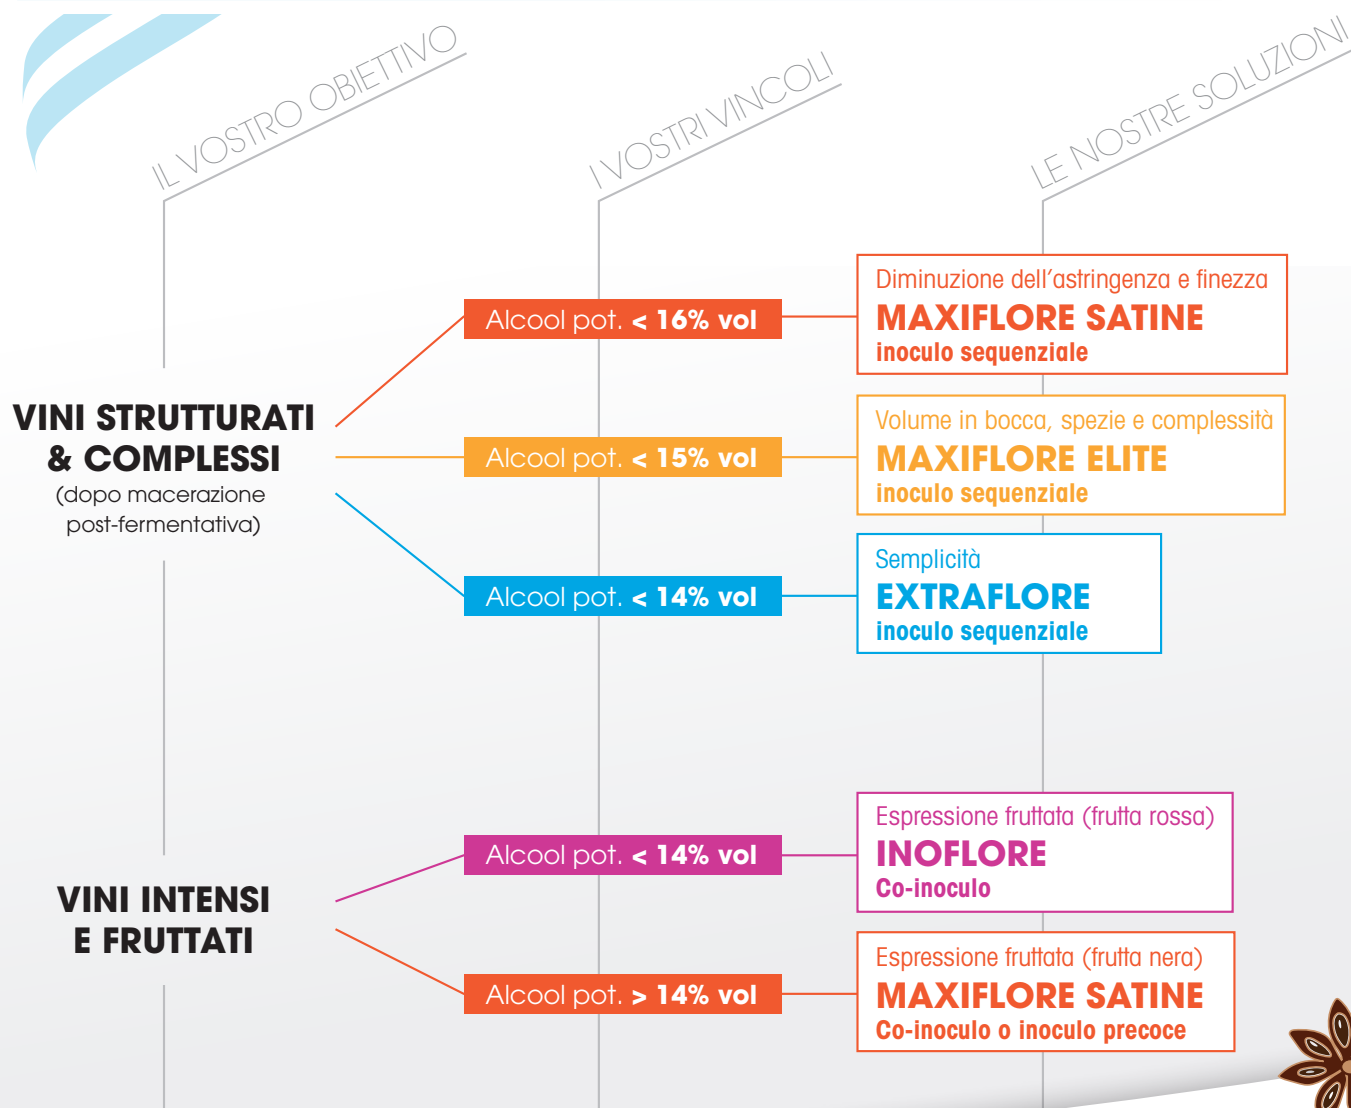 IL VOSTRO OBIETTIVO
I VOSTRI VINCOLI
LE NOSTRE SOLUZIONI
VINI STRUTTURATI
& COMPLESSI
(dopo macerazione
post-fermentativa)
Alcool pot. < 16% vol
Diminuzione dell'astringenza e finezza
MAXIFLORE SATINE
inoculo sequenziale
Alcool pot. < 15% vol
Volume in bocca, spezie e complessità
MAXIFLORE ELITE
inoculo sequenziale
Alcool pot. < 14% vol
Semplicità
EXTRAFLORE
inoculo sequenziale
VINI INTENSI
E FRUTTATI
Alcool pot. < 14% vol
Espressione fruttata (frutta rossa)
INOFLORE
Co-inoculo
Alcool pot. > 14% vol
Espressione fruttata (frutta nera)
MAXIFLORE SATINE
Co-inoculo o inoculo precoce